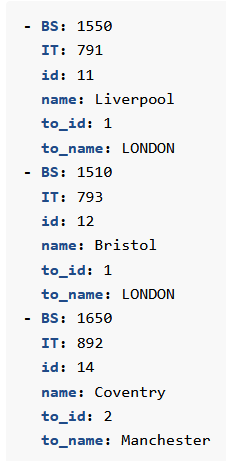 - BS: 1550
IT: 791
id: 11
name: Liverpool
to_id: 1
to_name: LONDON
- BS: 1510
IT: 793
id: 12
name: Bristol
to_id: 1
to_name: LONDON
- BS: 1650
IT: 892
id: 14
name: Coventry
to_id: 2
to_name: Manchester